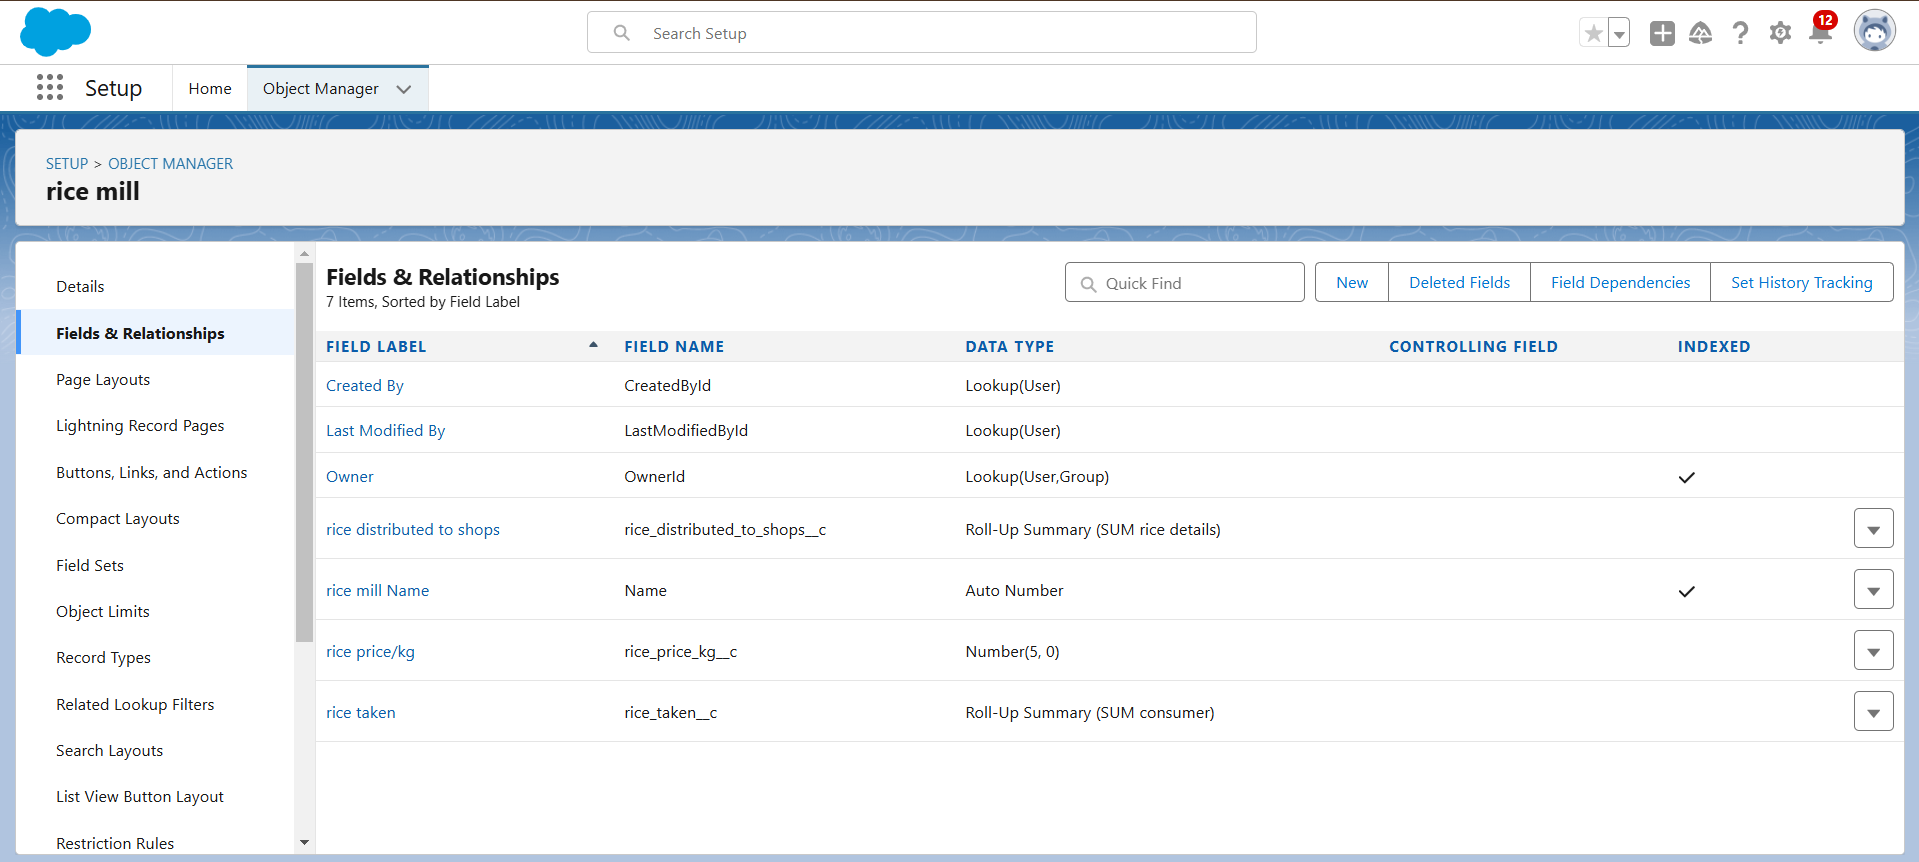 Search Setup
12
Setup
Home
Object Manager
SETUP > OBJECT MANAGER
rice mill
Details
Fields & Relationships
Page Layouts
Lightning Record Pages
Buttons, Links, and Actions
Compact Layouts
Field Sets
Object Limits
Record Types
Related Lookup Filters
Search Layouts
List View Button Layout
Restriction Rules
Fields & Relationships
7 Items, Sorted by Field Label
Quick Find
New
Deleted Fields
Field Dependencies
Set History Tracking
FIELD LABEL FIELD NAME DATA TYPE CONTROLLING FIELD INDEXED
Created By CreatedById Lookup(User)
Last Modified By LastModifiedById Lookup(User)
Owner OwnerId Lookup(User,Group)
rice distributed to shops rice_distributed_to_shops__c Roll-Up Summary (SUM rice details)
rice mill Name Name Auto Number
rice price/kg rice_price_kg__c Number(5, 0)
rice taken rice_taken__c Roll-Up Summary (SUM consumer)